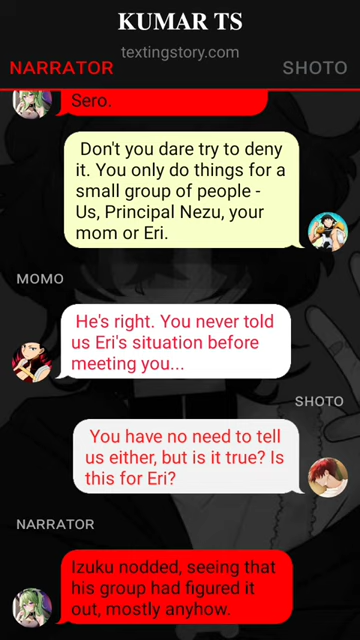 KUMAR TS
textingstory.com
NARRATOR SHOTO
Sero.
Don't you dare try to deny
it. You only do things for a
small group of people -
Us, Principal Nezu, your
mom or Eri.
MOMO
He's right. You never told
us Eri's situation before
meeting you...
SHOTO
You have no need to tell
us either, but is it true? Is
this for Eri?
NARRATOR
Izuku nodded, seeing that
his group had figured it
out, mostly anyhow.